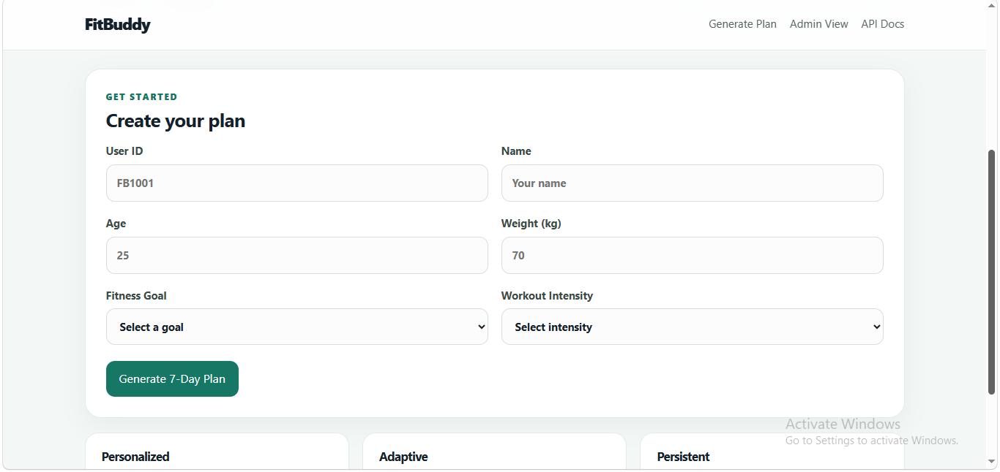 FitBuddy
Generate Plan Admin View API Docs
GET STARTED
Create your plan
User ID Name
FB1001 Your name
Age Weight (kg)
25 70
Fitness Goal Workout Intensity
Select a goal Select intensity
Generate 7-Day Plan
Activate Windows
Go to Settings to activate Windows.
Personalized Adaptive Persistent